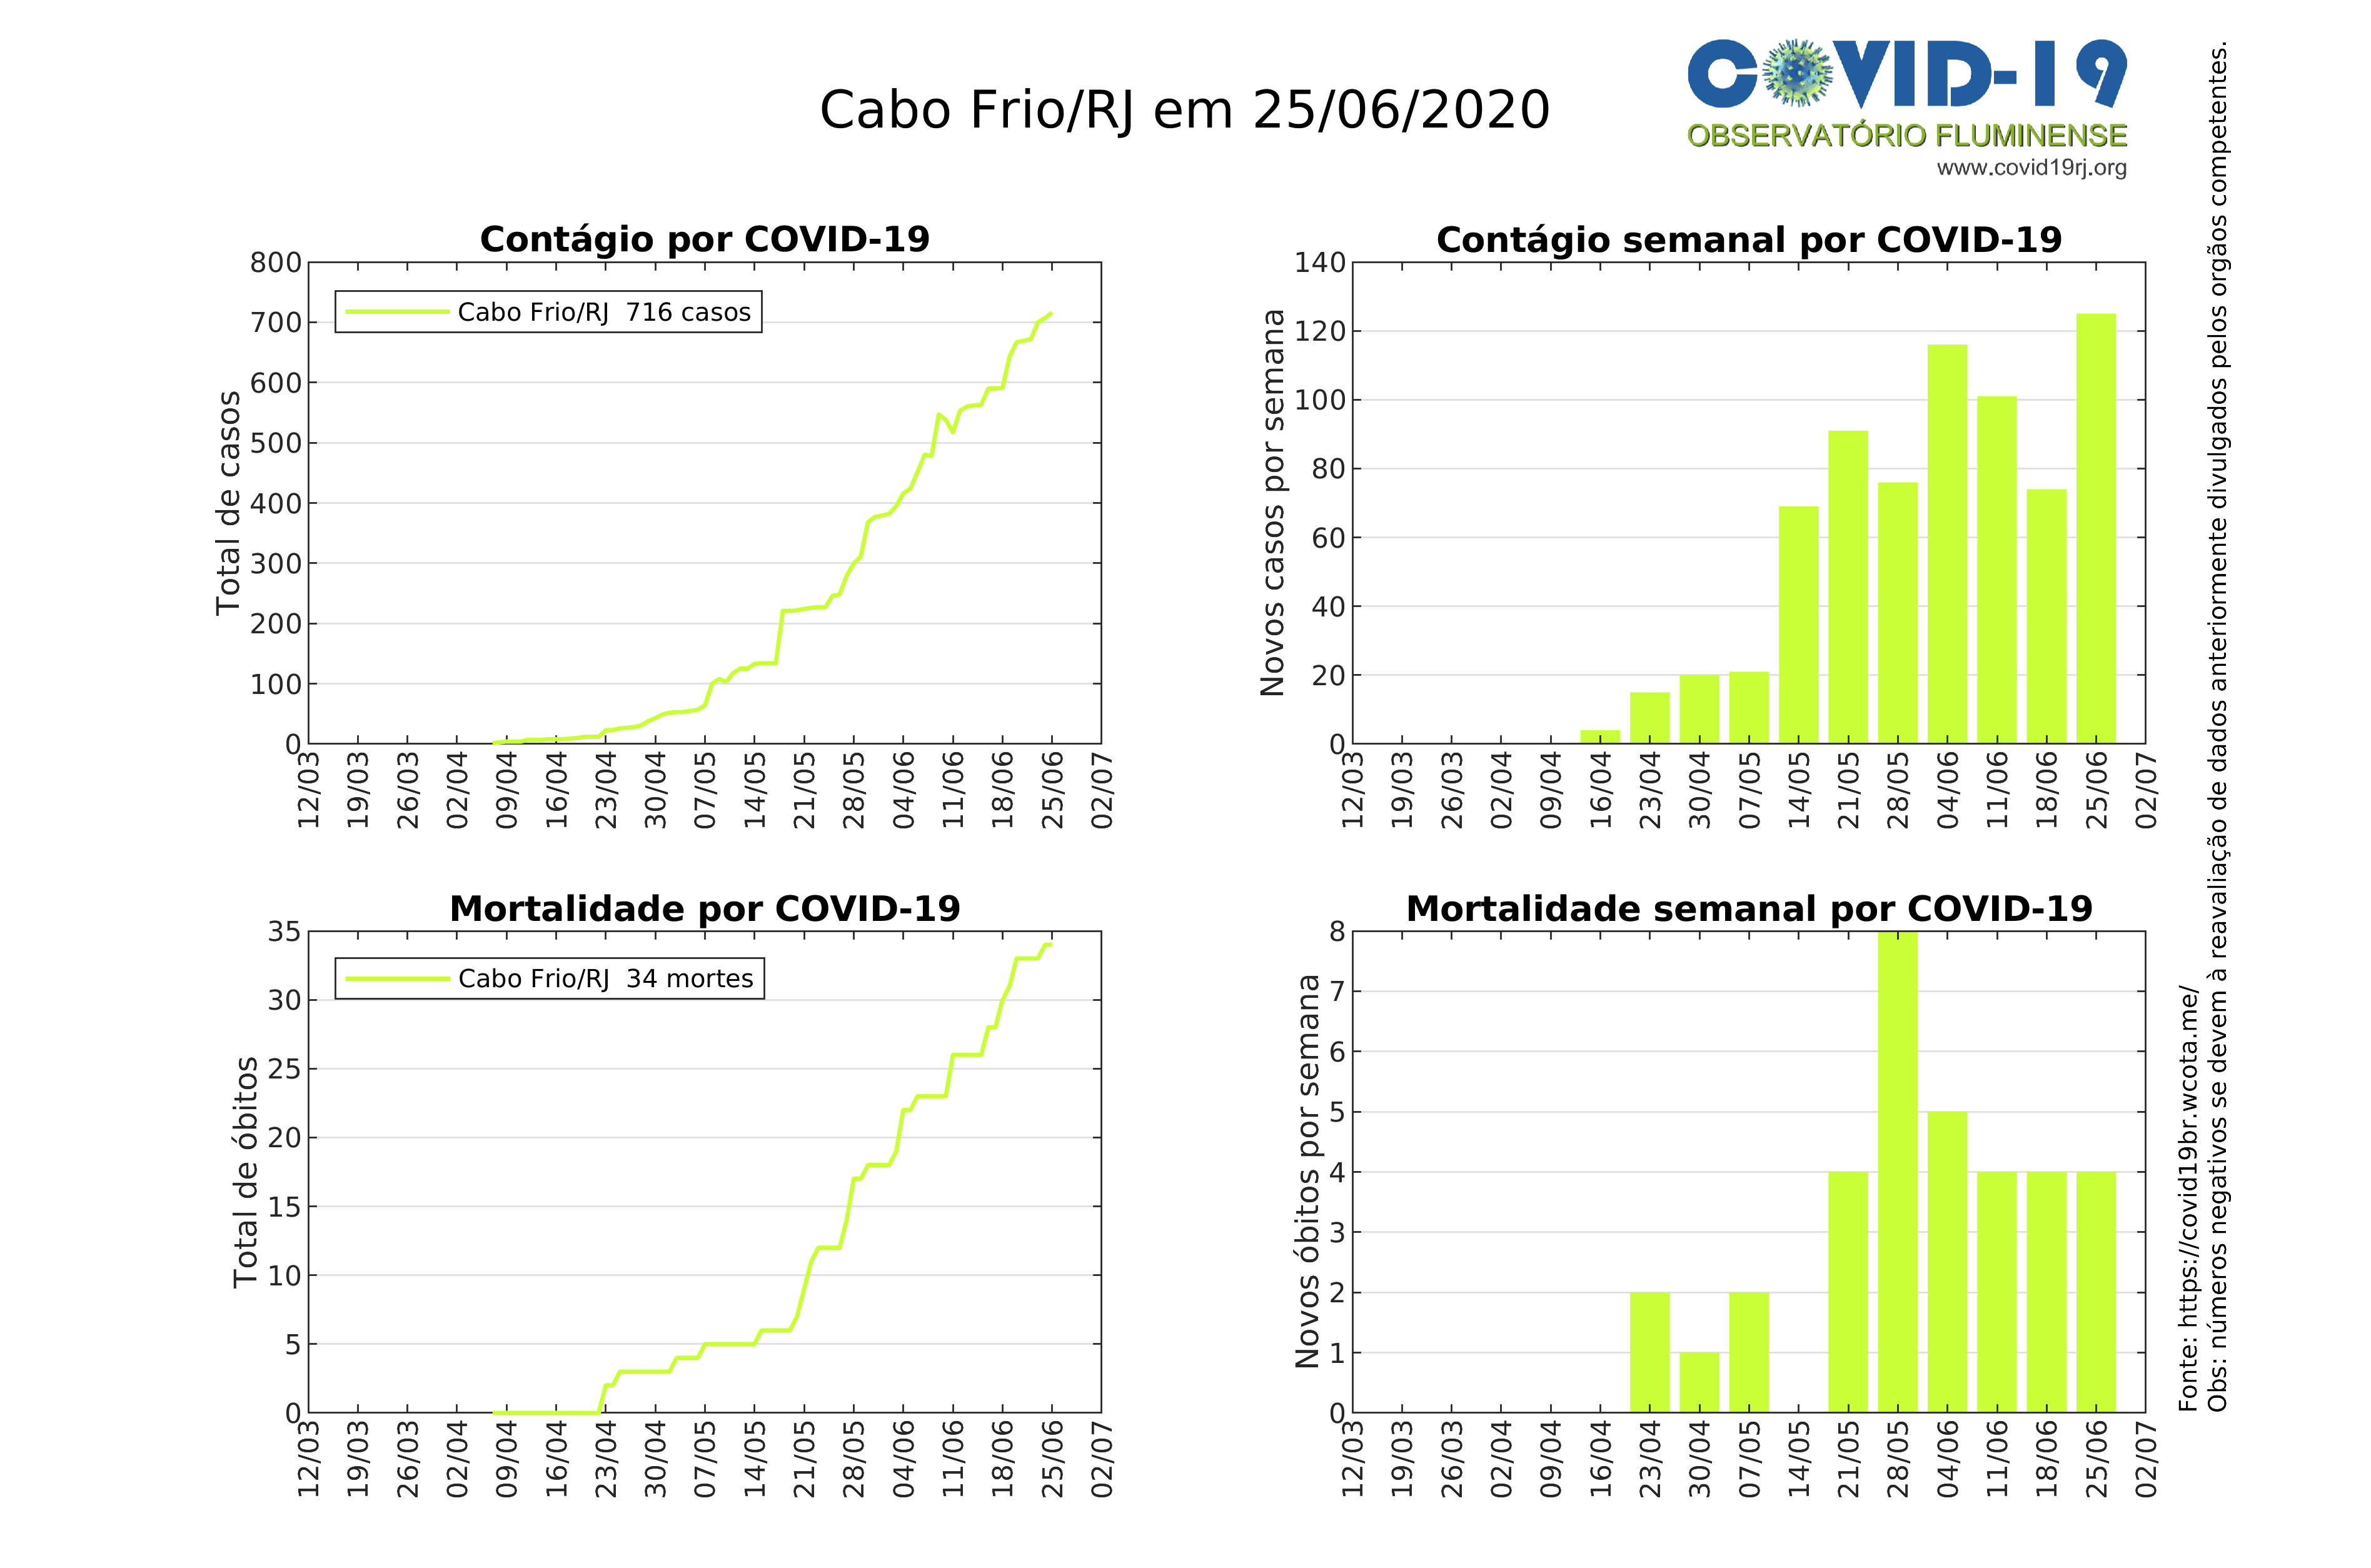 Cabo Frio/RJ em 25/06/2020
COVID-19
OBSERVATÓRIO FLUMINENSE
www.covid19rj.org
Contágio por COVID-19
Total de casos
800
700
600
500
400
300
200
100
0
Cabo Frio/RJ 716 casos
12/03 19/03 26/03 02/04 09/04 16/04 23/04 30/04 07/05 14/05 21/05 28/05 04/06 11/06 18/06 25/06 02/07
Contágio semanal por COVID-19
Novos casos por semana
140
120
100
80
60
40
20
0
12/03 19/03 26/03 02/04 09/04 16/04 23/04 30/04 07/05 14/05 21/05 28/05 04/06 11/06 18/06 25/06 02/07
Mortalidade por COVID-19
Total de óbitos
35
30
25
20
15
10
5
0
Cabo Frio/RJ 34 mortes
12/03 19/03 26/03 02/04 09/04 16/04 23/04 30/04 07/05 14/05 21/05 28/05 04/06 11/06 18/06 25/06 02/07
Mortalidade semanal por COVID-19
Novos óbitos por semana
8
7
6
5
4
3
2
1
0
12/03 19/03 26/03 02/04 09/04 16/04 23/04 30/04 07/05 14/05 21/05 28/05 04/06 11/06 18/06 25/06 02/07
Fonte: https://covid19br.wcota.me/
Obs: números negativos se devem à reavaliação de dados anteriormente divulgados pelos orgãos competentes.